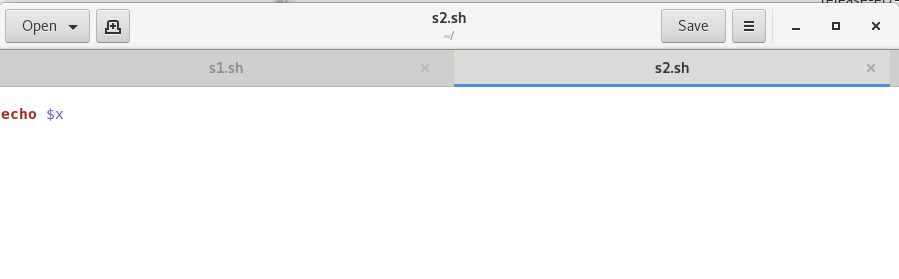 s2.sh
Open
~/
Save
s1.sh
s2.sh
echo $x